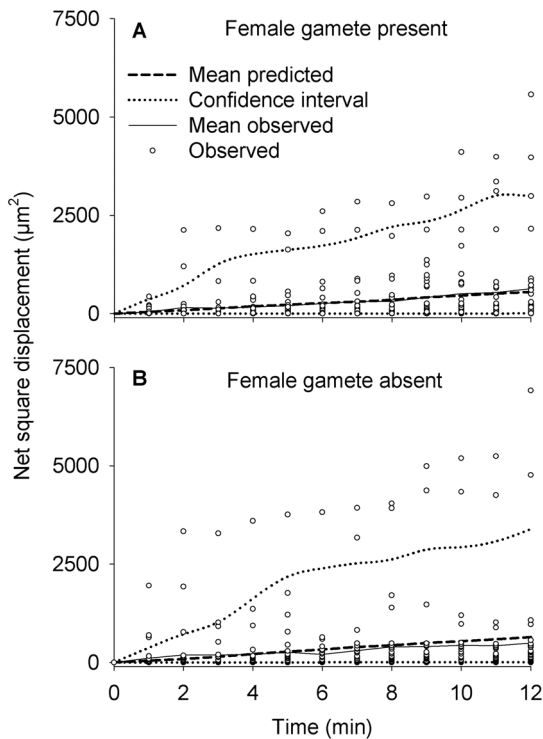 A Female gamete present
Mean predicted
Confidence interval
Mean observed
Observed
7500
5000
2500
0
Net square displacement (µm²)
B Female gamete absent
7500
5000
2500
0
0 2 4 6 8 10 12
Time (min)